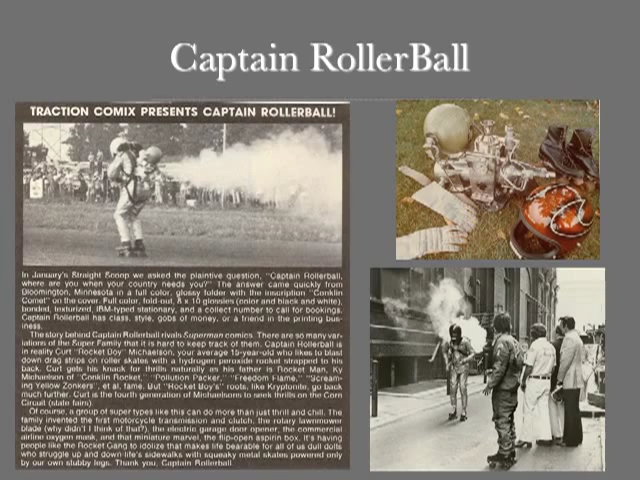 Captain RollerBall
TRACTION COMIX PRESENTS CAPTAIN ROLLERBALL!
In January's Straight Scoop we asked the plaintive question, "Captain Rollerball,
where are you when your country needs you?" The answer came quickly from
Bloomington, Minnesota in a full color, glossy folder with the inscription "Conklin
Comet" on the cover. Full color, fold-out, 8 x 10 glossies (color and black and white),
bonded, texturized, IBM-typed stationary, and a collect number to call for bookings.
Captain Rollerball has class, style, gobs of money, or a friend in the printing bus-
iness.
The story behind Captain Rollerball rivals Superman comics. There are so many var-
iations of the Super Family that it is hard to keep track of them. Captain Rollerball is
in reality Curt "Rocket Boy" Michaelson, your average 15-year-old who likes to blast
down drag strips on roller skates with a hydrogen peroxide rocket strapped to his
back. Curt gets his knack for thrills naturally as his father is Rocket Man, Ky
Michaelson of "Conklin Rocket," "Pollution Packer," "Freedom Flame," "Scream-
ing Yellow Zonkers", et al, fame. But "Rocket Boy's" roots, like Kryptonite, go back
much further. Curt is the fourth generation of Michaelsons to seek thrills on the Corn
Circuit (state fairs).
Of course, a group of super types like this can do more than just thrill and chill. The
family invented the first motorcycle transmission and clutch, the rotary lawnmower
blade (why didn't I think of that?), the electric garage door opener, the commercial
airline oxygen mask, and that miniature marvel, the flip-open aspirin box. It's having
people like the Rocket Gang to idolize that makes life bearable for all of us dull dolts
who struggle up and down life's sidewalks with squeaky metal skates powered only
by our own stubby legs. Thank you, Captain Rollerball.